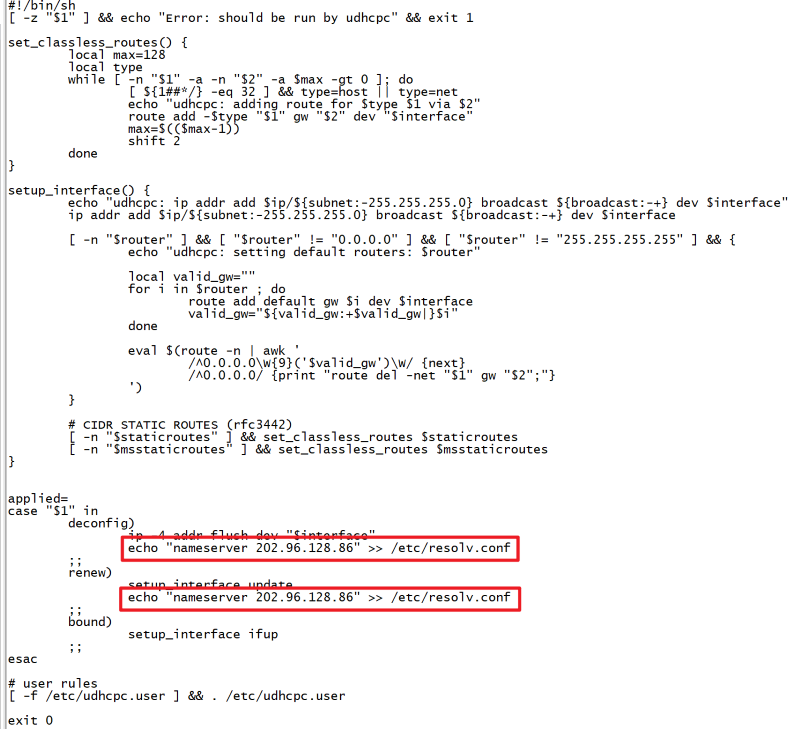 #!/bin/sh
[ -z "$1" ] && echo "Error: should be run by udhcpc" && exit 1

set_classless_routes() {
        local max=128
        local type
        while [ -n "$1" -a -n "$2" -a $max -gt 0 ]; do
                [ ${1##*/} -eq 32 ] && type=host || type=net
                echo "udhcpc: adding route for $type $1 via $2"
                route add -$type "$1" gw "$2" dev "$interface"
                max=$(($max-1))
                shift 2
        done
}

setup_interface() {
        echo "udhcpc: ip addr add $ip/${subnet:-255.255.255.0} broadcast ${broadcast:-+} dev $interface"
        ip addr add $ip/${subnet:-255.255.255.0} broadcast ${broadcast:-+} dev $interface

        [ -n "$router" ] && [ "$router" != "0.0.0.0" ] && [ "$router" != "255.255.255.255" ] && {
                echo "udhcpc: setting default routers: $router"

                local valid_gw=""
                for i in $router ; do
                        route add default gw $i dev $interface
                        valid_gw="${valid_gw:+$valid_gw|}$i"
                done

                eval $(route -n | awk '
                        /^0.0.0.0\W{9}('$valid_gw')\W/ {next}
                        /^0.0.0.0/ {print "route del -net "$1" gw "$2";"}
                ')
        }

        # CIDR STATIC ROUTES (rfc3442)
        [ -n "$staticroutes" ] && set_classless_routes $staticroutes
        [ -n "$msstaticroutes" ] && set_classless_routes $msstaticroutes
}


applied=
case "$1" in
        deconfig)
                ip -4 addr flush dev "$interface"
                echo "nameserver 202.96.128.86" >> /etc/resolv.conf
        ;;
        renew)
                setup_interface update
                echo "nameserver 202.96.128.86" >> /etc/resolv.conf
        ;;
        bound)
                setup_interface ifup
        ;;
esac

# user rules
[ -f /etc/udhcpc.user ] && . /etc/udhcpc.user

exit 0